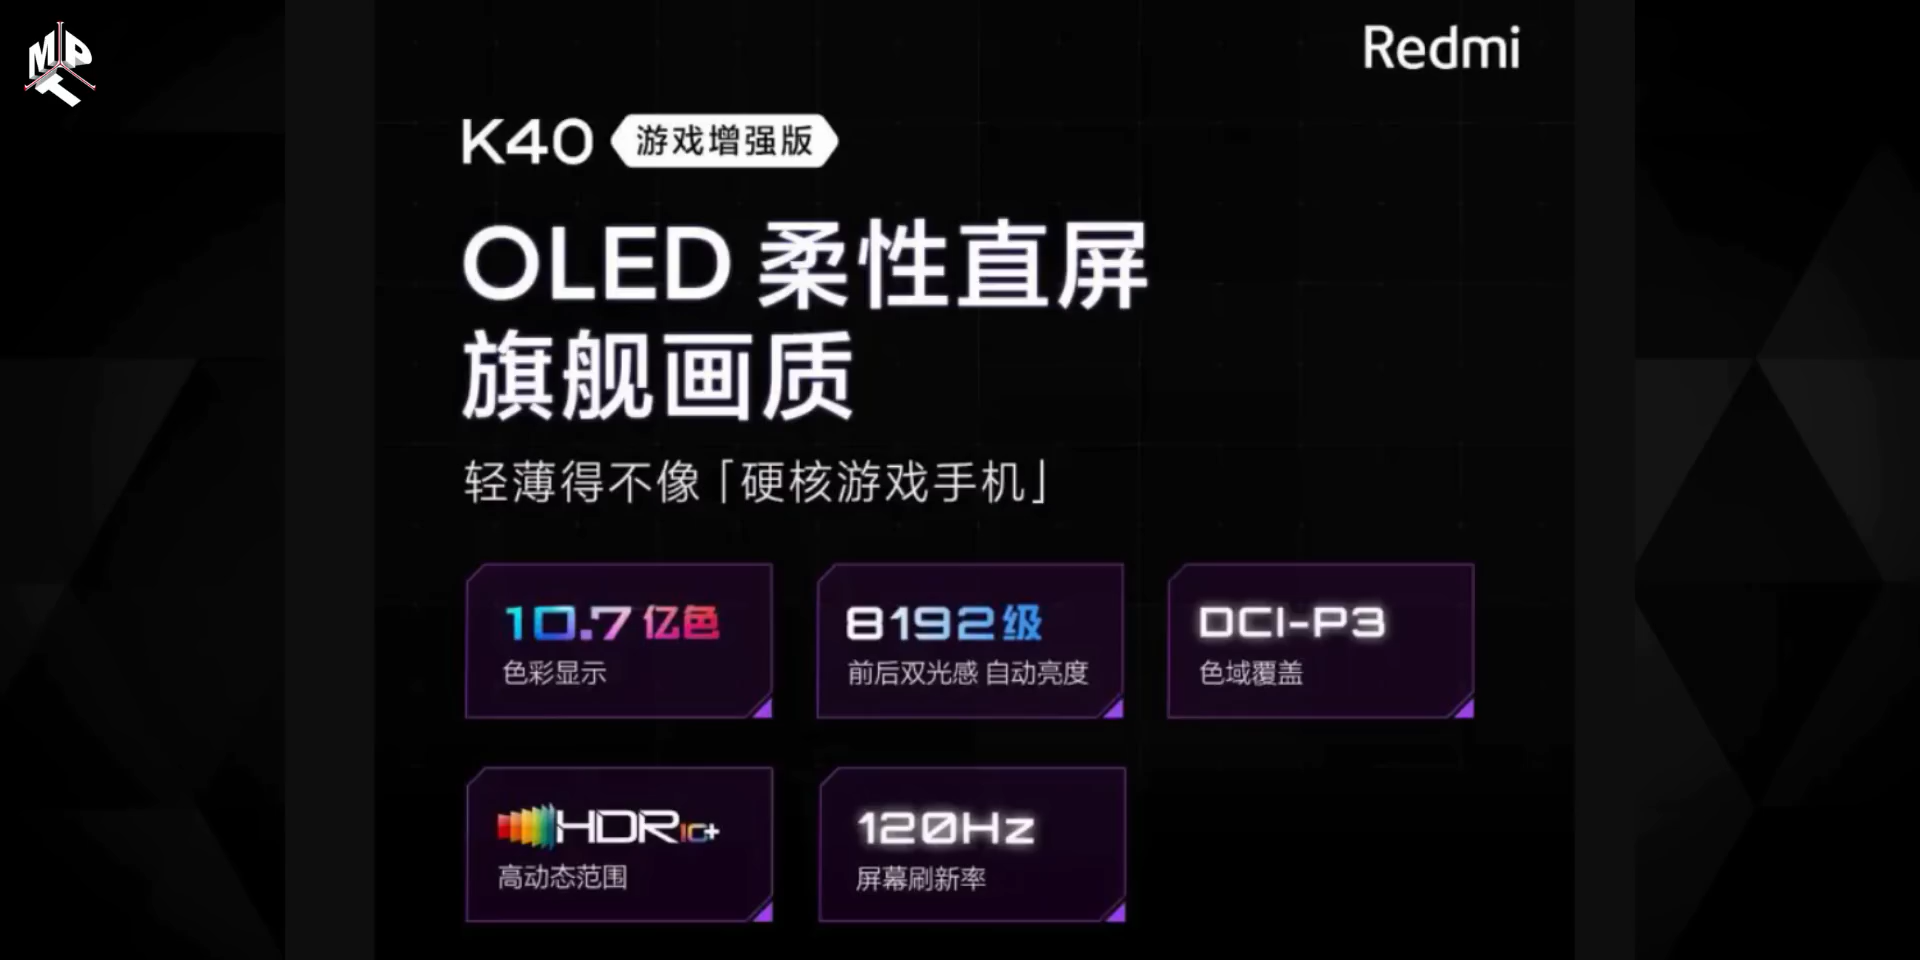 MPT
Redmi
K40 游戏增强版
OLED 柔性直屏
旗舰画质
轻薄得不像「硬核游戏手机」
10.7亿色
色彩显示
8192级
前后双光感 自动亮度
DCI-P3
色域覆盖
HDR10+
高动态范围
120Hz
屏幕刷新率